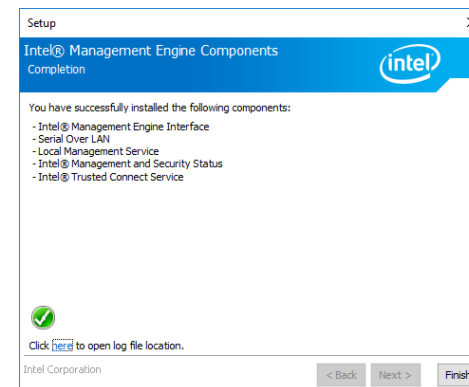 Setup
Intel® Management Engine Components
Completion
intel
You have successfully installed the following components:
- Intel® Management Engine Interface
- Serial Over LAN
- Local Management Service
- Intel® Management and Security Status
- Intel® Trusted Connect Service
Click here to open log file location.
Intel Corporation
< Back Next > Finish